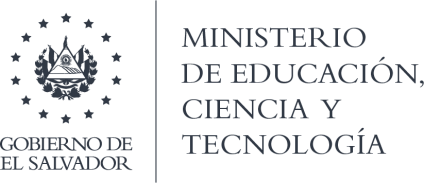 GOBIERNO DE
EL SALVADOR
MINISTERIO
DE EDUCACIÓN,
CIENCIA Y
TECNOLOGÍA